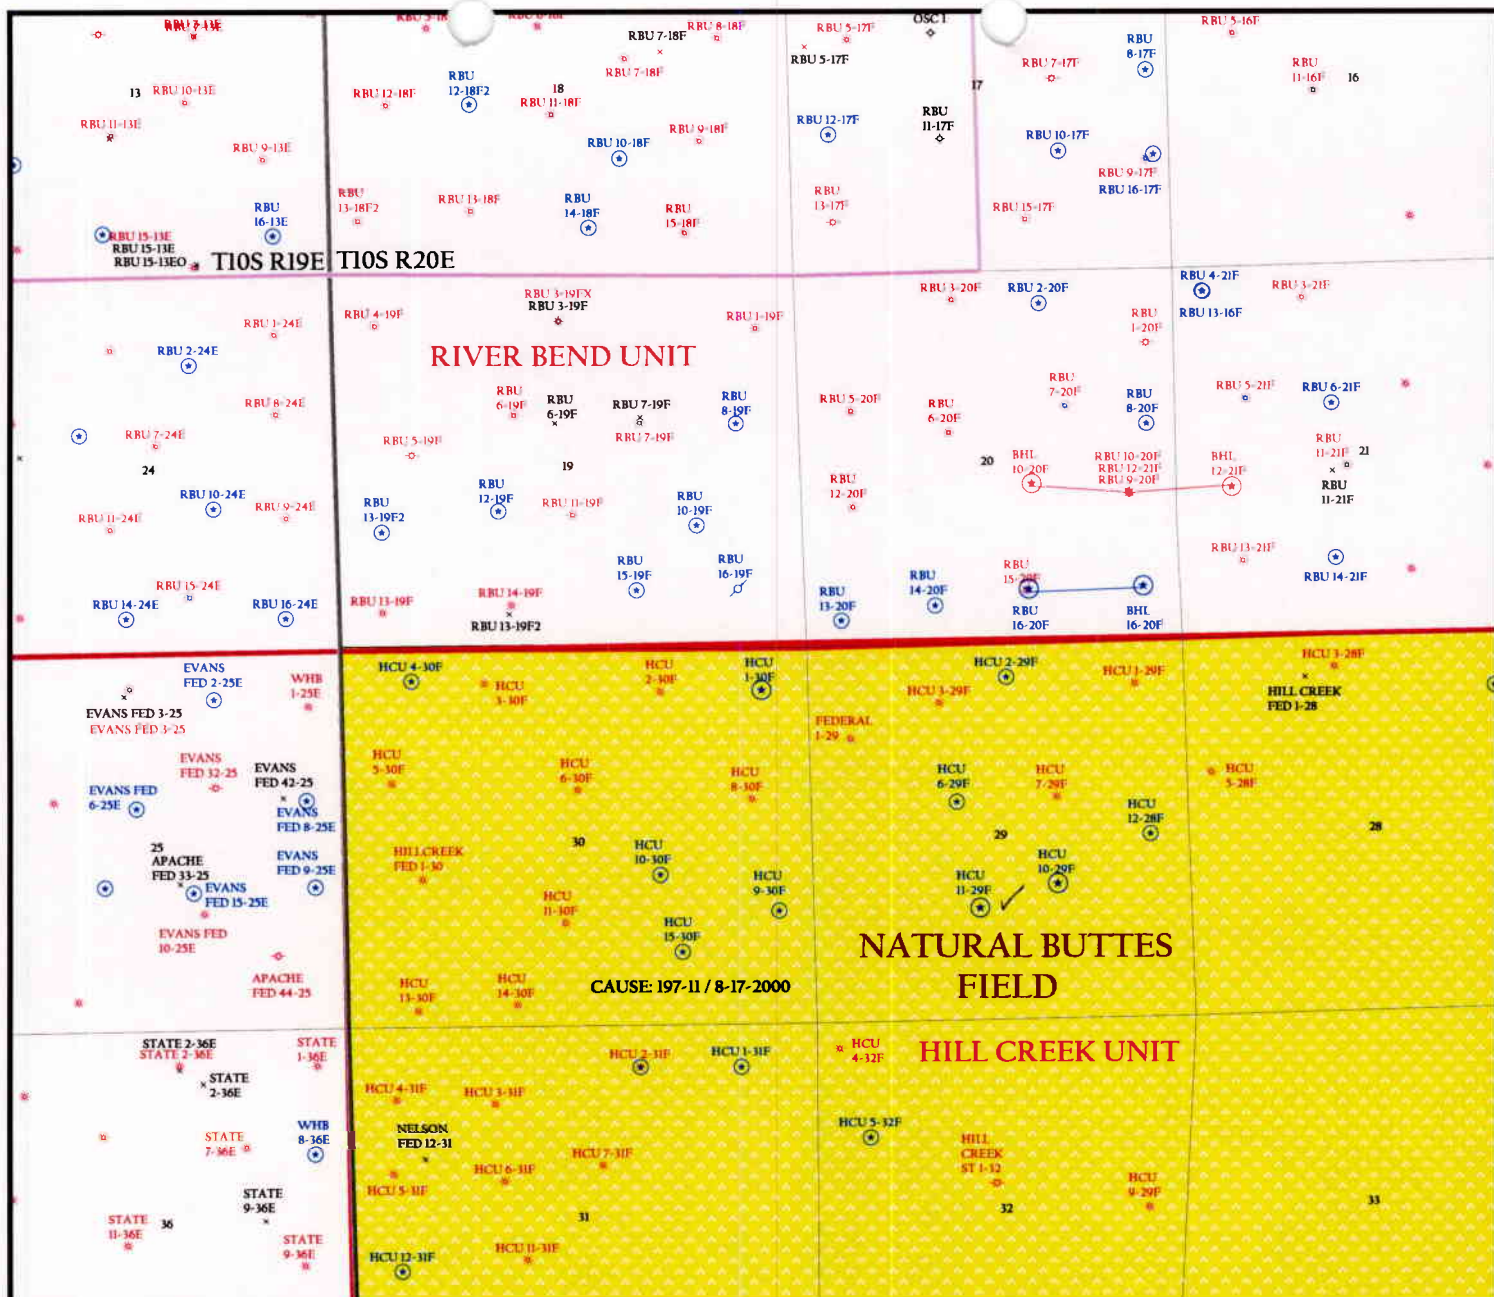 RBU 7-13E
RBU 5-18F
RBU 7-18F
RBU 8-18F
RBU 7-18F
RBU 5-17F
RBU 5-17F
OSC 1
RBU
8-17F
RBU 7-17F
RBU 5-16F
RBU
11-16F
16
13
RBU 10-13E
RBU 11-13E
RBU 9-13E
RBU
12-18F2
RBU 12-18F
18
RBU 11-18F
RBU 9-18F
RBU 10-18F
RBU 12-17F
RBU
11-17F
17
RBU 10-17F
RBU 9-17F
RBU 16-17F
RBU
16-13E
RBU
13-18F2
RBU 13-18F
RBU
14-18F
RBU
15-18F
RBU
13-17F
RBU 15-17F
RBU 15-13E
RBU 15-13E
RBU 15-13EO
T10S R19E
T10S R20E
RBU 1-24E
RBU 2-24E
RBU 4-19F
RBU 3-19FX
RBU 3-19F
RBU 1-19F
RBU 3-20F
RBU 2-20F
RBU
1-20F
RBU 4-21F
RBU 13-16F
RBU 3-21F
RIVER BEND UNIT
RBU 8-24E
RBU 7-24E
24
RBU 5-19F
RBU
6-19F
RBU
6-19F
RBU 7-19F
RBU 7-19F
RBU
8-19F
RBU 5-20F
RBU
6-20F
RBU
7-20F
RBU
8-20F
RBU 5-21F
RBU 6-21F
19
20
BHL
10-20F
RBU 10-20F
RBU 12-21F
RBU 9-20F
BHL
12-21F
RBU
11-21F
21
RBU
11-21F
RBU 10-24E
RBU 11-24E
RBU 9-24E
RBU
13-19F2
RBU
12-19F
RBU 11-19F
RBU
10-19F
RBU
12-20F
RBU 15-24E
RBU 14-24E
RBU 16-24E
RBU 13-19F
RBU 14-19F
RBU 13-19F2
RBU
15-19F
RBU
16-19F
RBU
13-20F
RBU
14-20F
RBU
15-20F
RBU
16-20F
BHL
16-20F
RBU 13-21F
RBU 14-21F
EVANS
FED 2-25E
WHB
1-25E
EVANS FED 3-25
EVANS FED 3-25
HCU 4-30F
HCU
3-30F
HCU
2-30F
HCU
1-30F
HCU 2-29F
HCU 3-29F
HCU 1-29F
HCU 3-28F
HILL CREEK
FED 1-28
FEDERAL
1-29
EVANS
FED 32-25
EVANS
FED 42-25
EVANS FED
6-25E
EVANS
FED 8-25E
HCU
5-30F
HCU
6-30F
HCU
8-30F
HCU
6-29F
HCU
7-29F
HCU
12-28F
HCU
5-28F
25
APACHE
FED 33-25
EVANS
FED 9-25E
EVANS
FED 15-25E
HILL CREEK
FED 1-30
30
HCU
10-30F
HCU
9-30F
29
HCU
10-29F
HCU
11-29F
28
EVANS FED
10-25E
APACHE
FED 44-25
HCU
11-30F
HCU
15-30F
HCU
13-30F
HCU
14-30F
CAUSE: 197-11 / 8-17-2000
NATURAL BUTTES
FIELD
STATE 2-36E
STATE 2-36E
STATE
1-36E
STATE
2-36E
HCU 2-31F
HCU 1-31F
HCU
4-32F
HILL CREEK UNIT
HCU 4-31F
HCU 3-31F
STATE
7-36E
WHB
8-36E
NELSON
FED 12-31
HCU 5-32F
HILL
CREEK
ST 1-32
HCU 5-31F
HCU 6-31F
HCU 7-31F
HCU
9-29F
STATE
9-36E
STATE
11-36E
36
STATE
9-36E
31
32
33
HCU 12-31F
HCU 11-31E